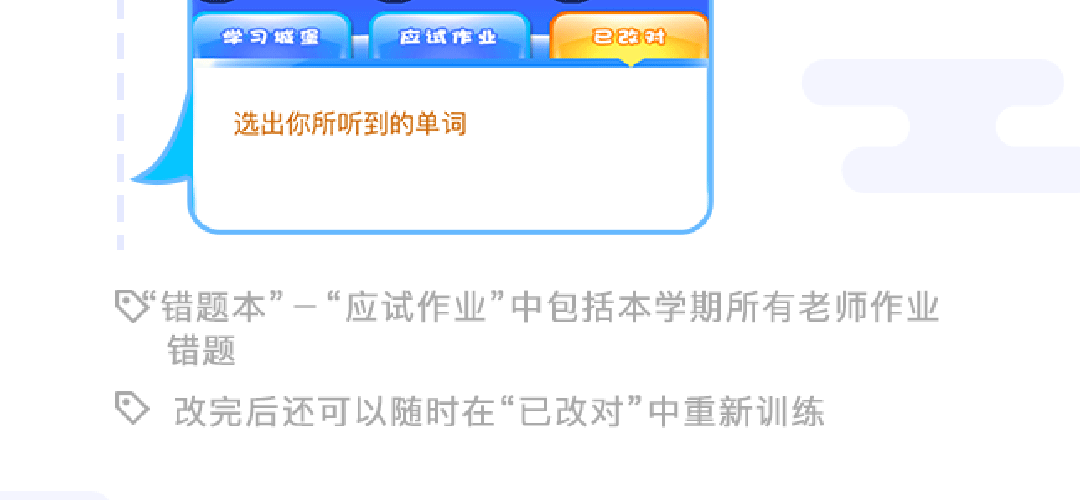 学习城堡 应试作业 已改对
选出你所听到的单词
“错题本”－“应试作业”中包括本学期所有老师作业
错题
改完后还可以随时在“已改对”中重新训练